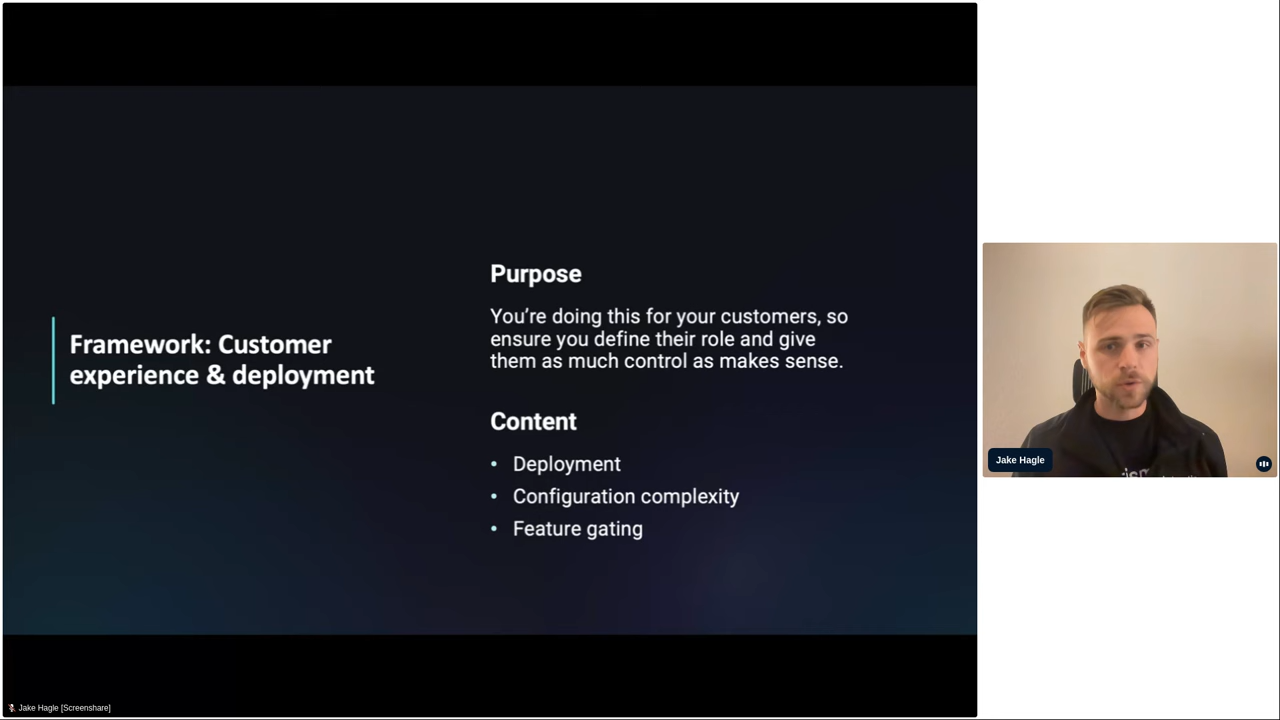 Framework: Customer
experience & deployment
Purpose
You're doing this for your customers, so
ensure you define their role and give
them as much control as makes sense.
Content
• Deployment
• Configuration complexity
• Feature gating
Jake Hagle
Jake Hagle [Screenshare]